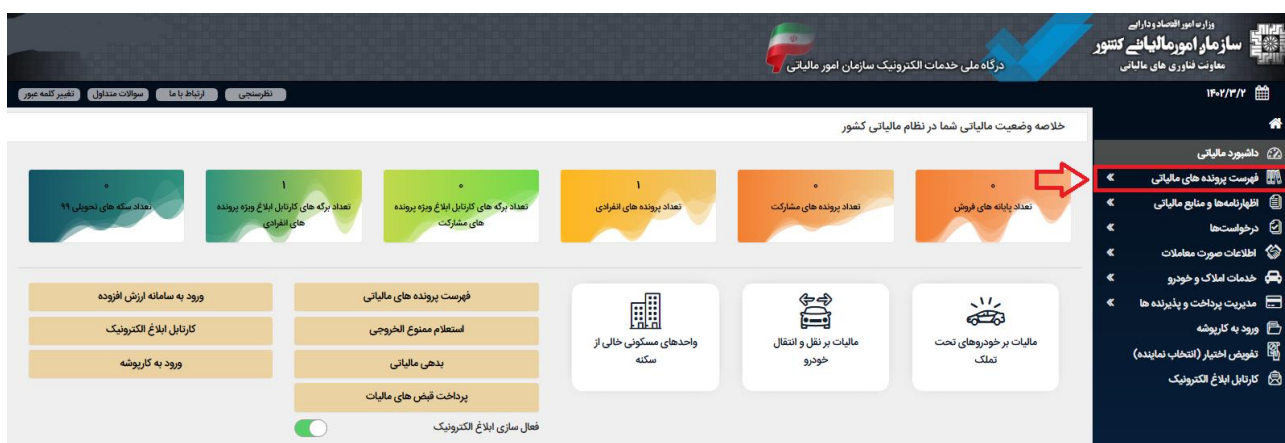 وزارت امور اقتصاد و دارایی
سازمان امور مالیاتی کشور
معاونت فناوری های مالیاتی
درگاه ملی خدمات الکترونیک سازمان امور مالیاتی
۱۴۰۲/۳/۲
نظرسنجی
ارتباط با ما
سوالات متداول
تغییر کلمه عبور
داشبورد مالیاتی
فهرست پرونده های مالیاتی
اظهارنامه‌ها و منابع مالیاتی
درخواست‌ها
اطلاعات صورت معاملات
خدمات املاک و خودرو
مدیریت پرداخت و پذیرنده ها
ورود به کارپوشه
تفویض اختیار (انتخاب نماینده)
کارتابل ابلاغ الکترونیک
خلاصه وضعیت مالیاتی شما در نظام مالیاتی کشور
۰
تعداد پایانه های فروش
۰
تعداد پرونده های مشارکت
۱
تعداد پرونده های انفرادی
۰
تعداد برگه های کارتابل ابلاغ ویژه پرونده
های مشارکت
۱
تعداد برگه های کارتابل ابلاغ ویژه پرونده
های انفرادی
۰
تعداد سکه های تحویلی ۹۹
مالیات بر خودروهای تحت
تملک
مالیات بر نقل و انتقال
خودرو
واحدهای مسکونی خالی از
سکنه
فهرست پرونده های مالیاتی
استعلام ممنوع الخروجی
بدهی مالیاتی
پرداخت قبض های مالیات
فعال سازی ابلاغ الکترونیک
ورود به سامانه ارزش افزوده
کارتابل ابلاغ الکترونیک
ورود به کارپوشه